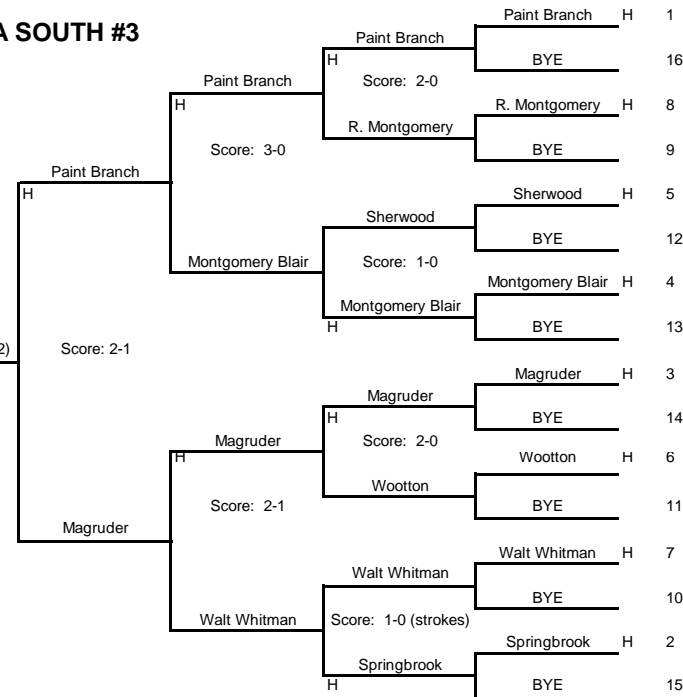 A SOUTH #3
Paint Branch H 1
Paint Branch
H
BYE 16
Paint Branch
Score: 2-0
H
R. Montgomery H 8
R. Montgomery
Score: 3-0
BYE 9
Paint Branch
H
Sherwood H 5
Sherwood
BYE 12
Montgomery Blair
Score: 1-0
Montgomery Blair H 4
Montgomery Blair
H
BYE 13
2)
Score: 2-1
Magruder H 3
Magruder
H
BYE 14
Magruder
Score: 2-0
H
Wootton H 6
Wootton
Score: 2-1
BYE 11
Magruder
Walt Whitman H 7
Walt Whitman
BYE 10
Walt Whitman
Score: 1-0 (strokes)
Springbrook H 2
Springbrook
H
BYE 15